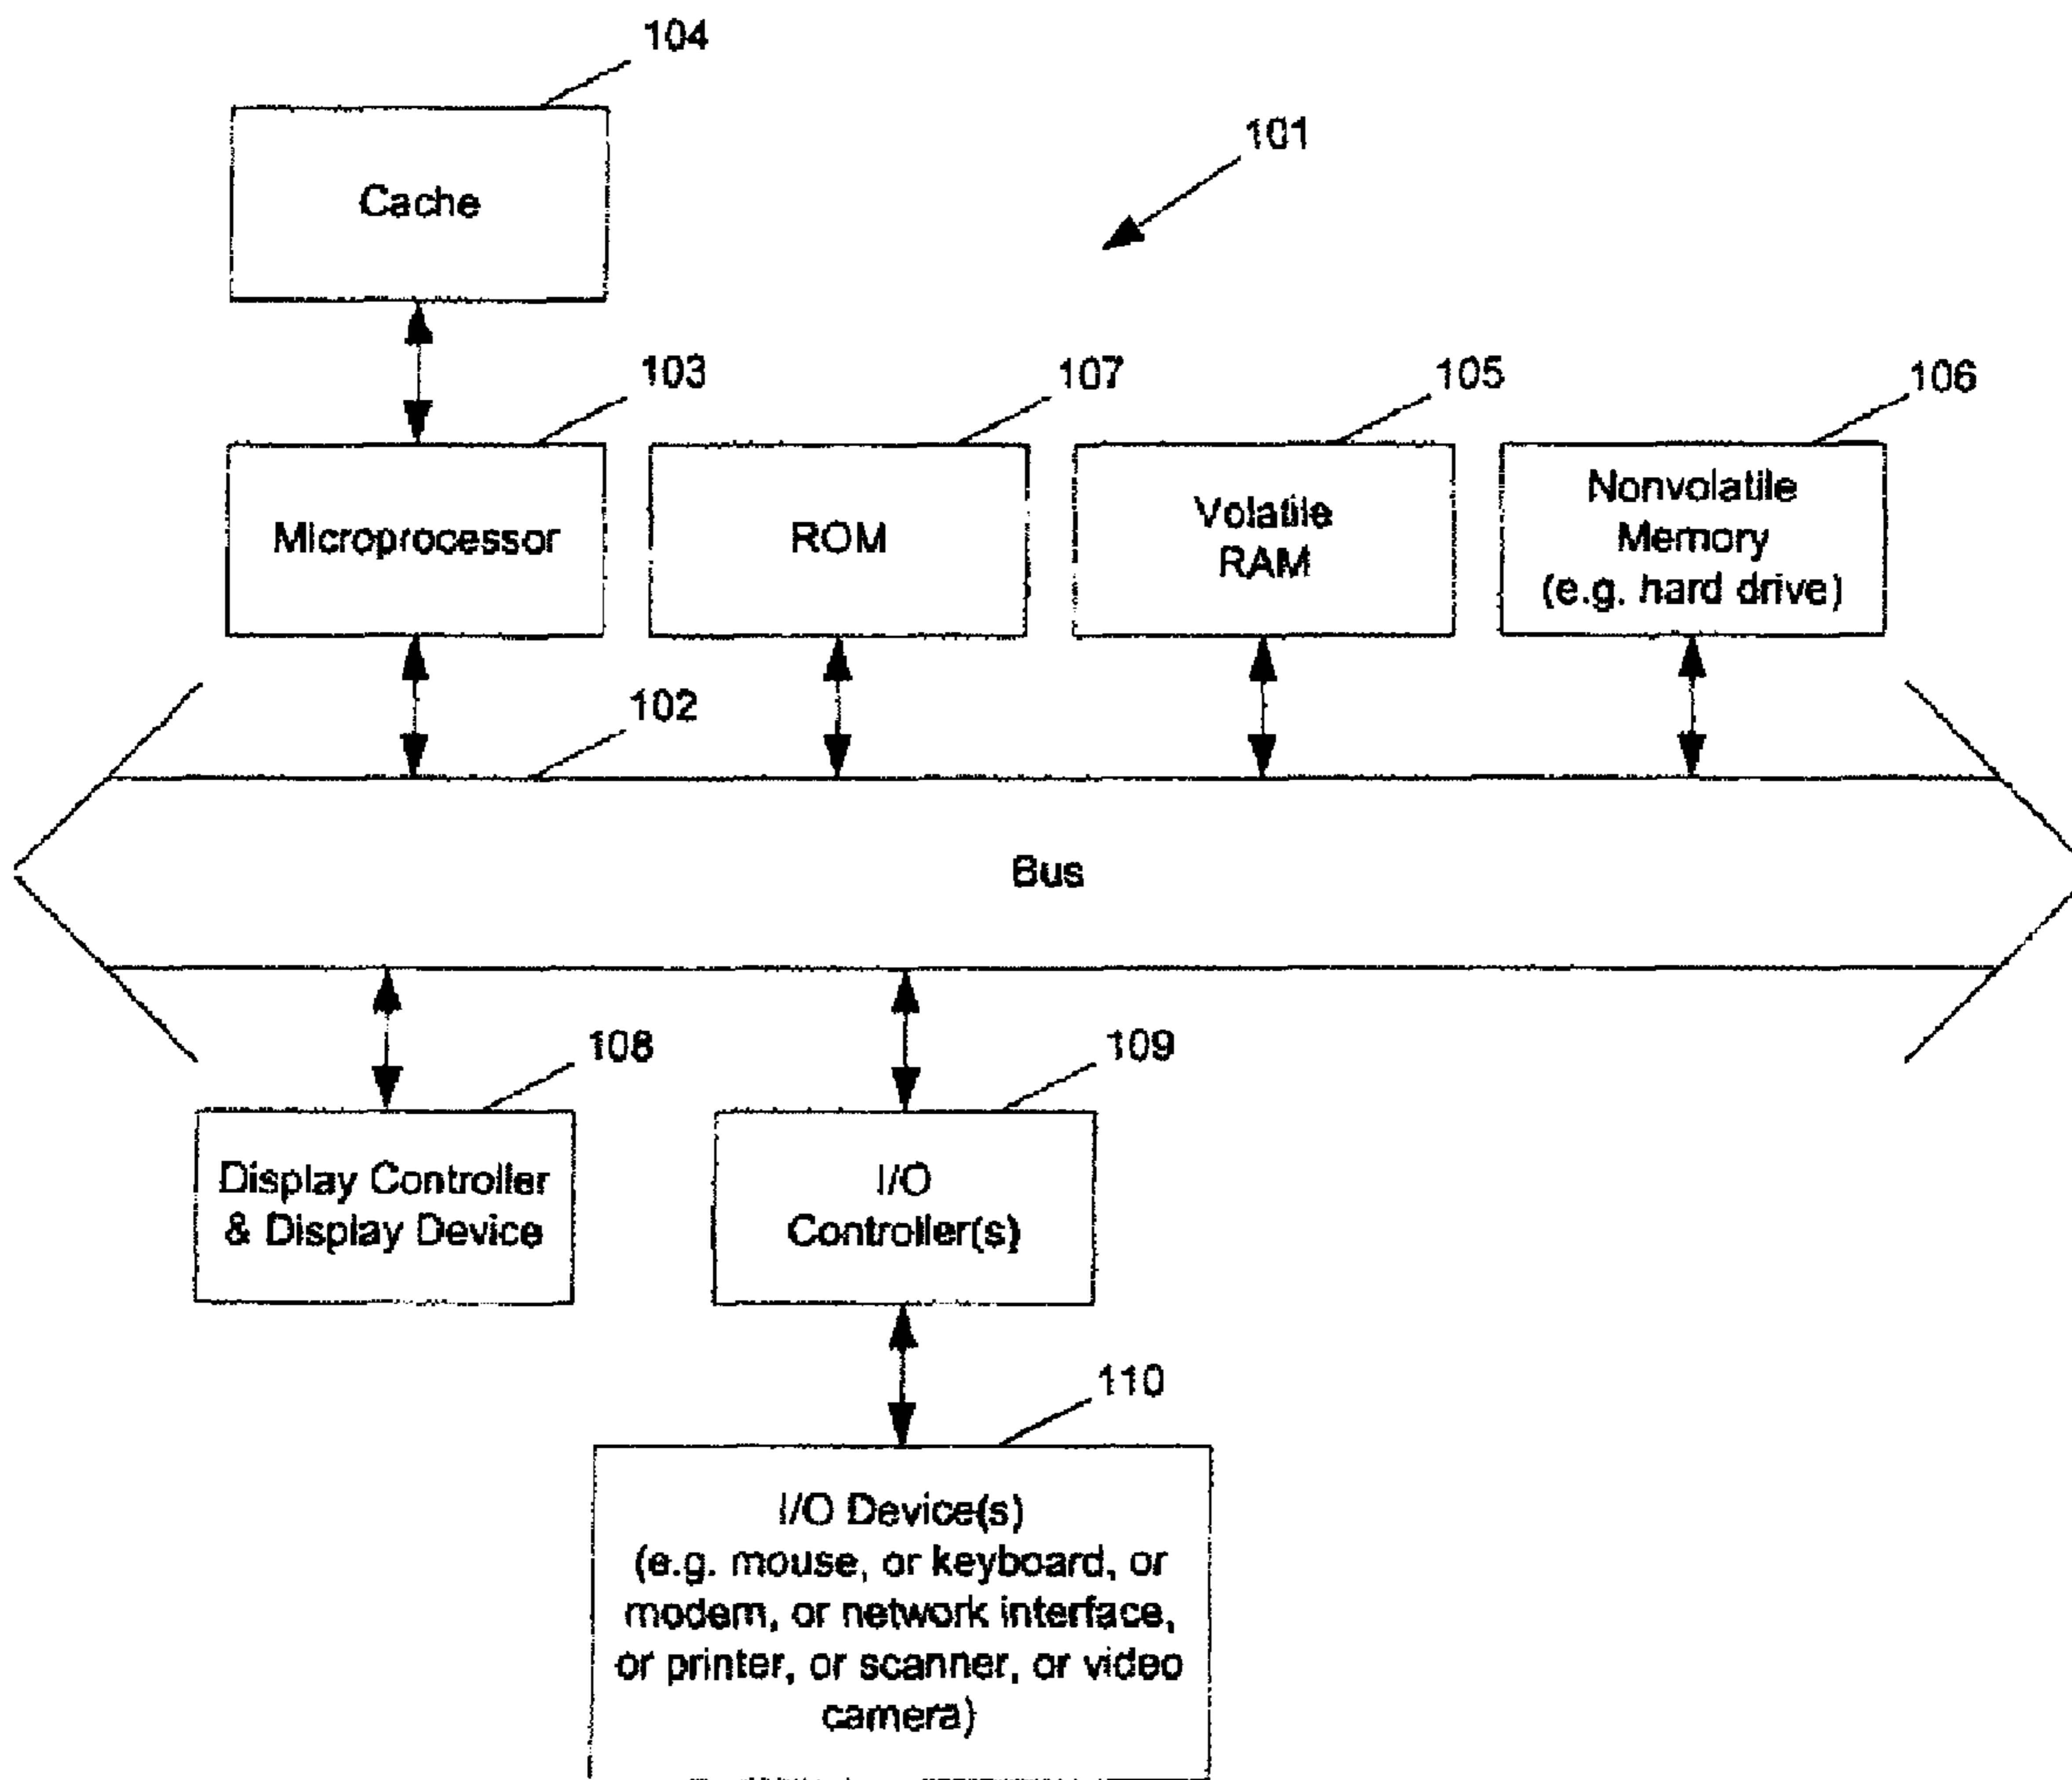 104
101
Cache
103
107
105
106
Microprocessor
ROM
Volatile
RAM
Nonvolatile
Memory
(e.g. hard drive)
102
Bus
108
109
Display Controller
& Display Device
I/O
Controller(s)
110
I/O Device(s)
(e.g. mouse, or keyboard, or
modem, or network interface,
or printer, or scanner, or video
camera)